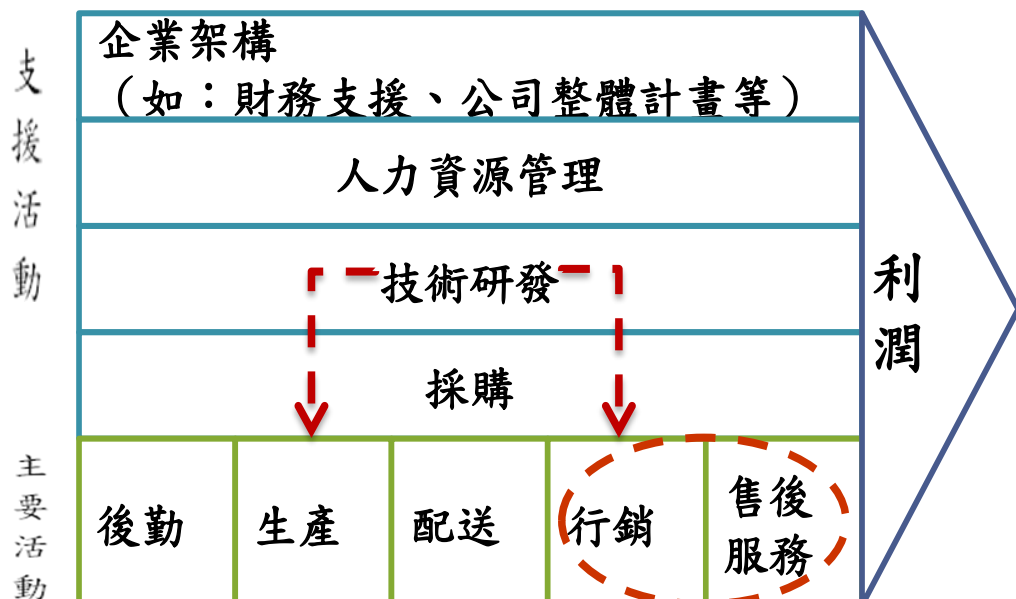 支援活動
企業架構
（如：財務支援、公司整體計畫等）
人力資源管理
技術研發
採購
利潤
主要活動
後勤
生產
配送
行銷
售後
服務